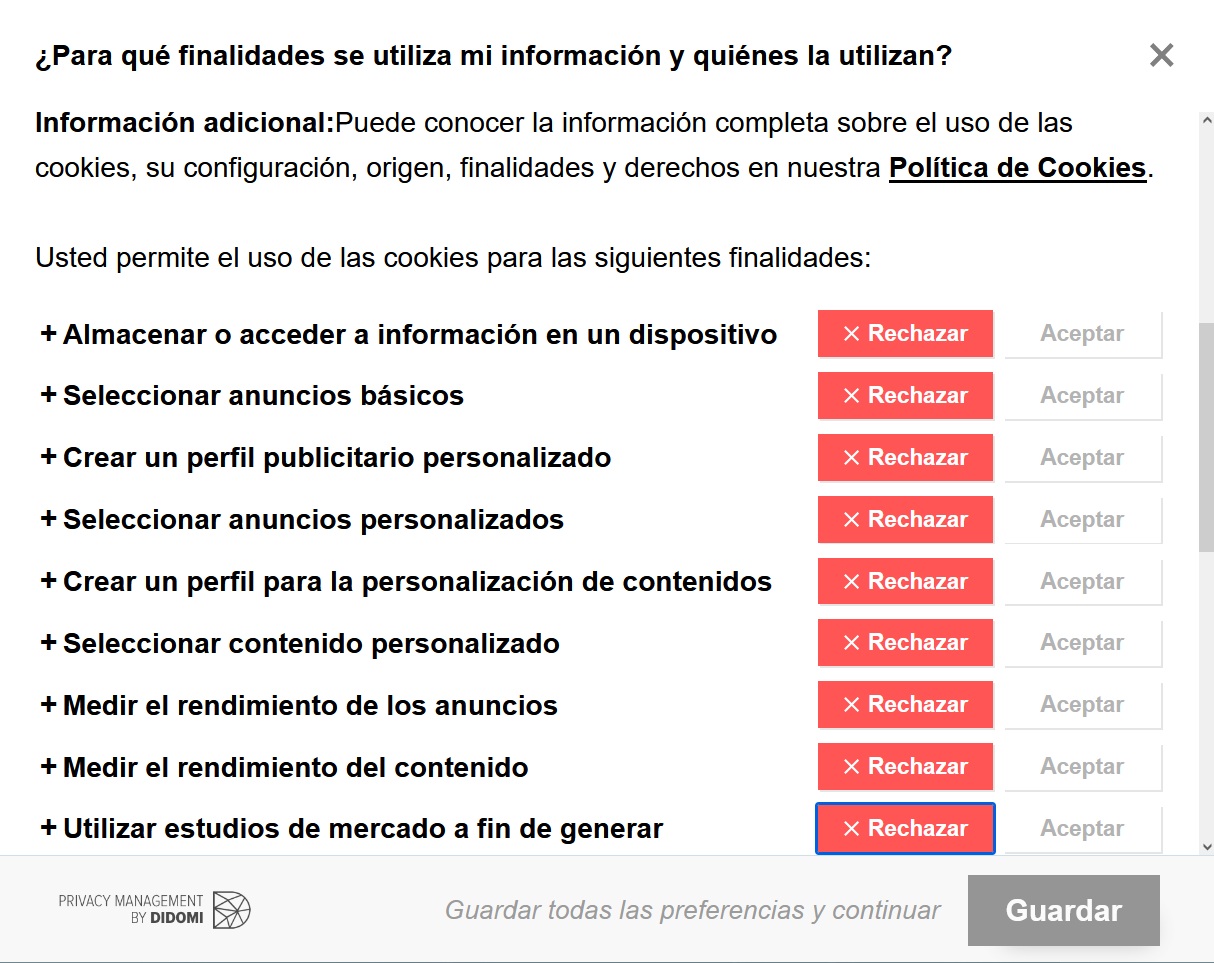 ¿Para qué finalidades se utiliza mi información y quiénes la utilizan?
Información adicional:Puede conocer la información completa sobre el uso de las
cookies, su configuración, origen, finalidades y derechos en nuestra Política de Cookies.
Usted permite el uso de las cookies para las siguientes finalidades:
+ Almacenar o acceder a información en un dispositivo × Rechazar Aceptar
+ Seleccionar anuncios básicos × Rechazar Aceptar
+ Crear un perfil publicitario personalizado × Rechazar Aceptar
+ Seleccionar anuncios personalizados × Rechazar Aceptar
+ Crear un perfil para la personalización de contenidos × Rechazar Aceptar
+ Seleccionar contenido personalizado × Rechazar Aceptar
+ Medir el rendimiento de los anuncios × Rechazar Aceptar
+ Medir el rendimiento del contenido × Rechazar Aceptar
+ Utilizar estudios de mercado a fin de generar × Rechazar Aceptar
PRIVACY MANAGEMENT
BY DIDOMI
Guardar todas las preferencias y continuar Guardar